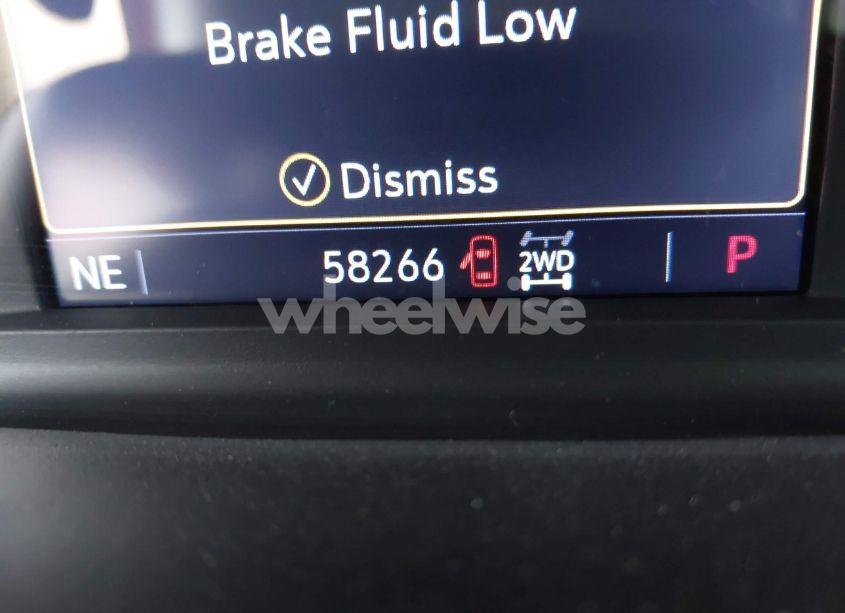 Brake Fluid Low
Dismiss
NE 58266 2WD P
wheelwise